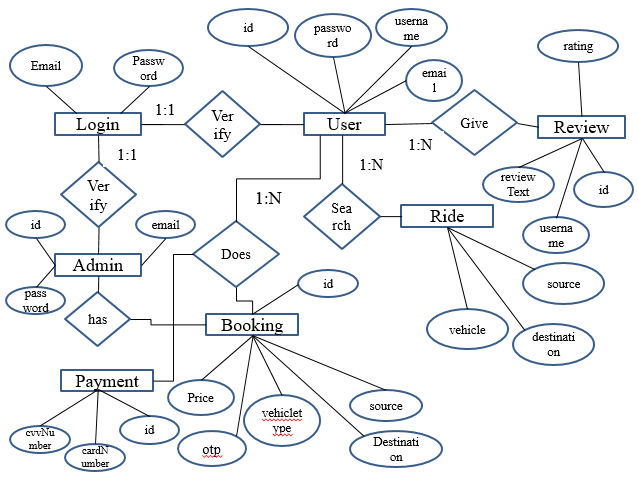 id
passwo
rd
userna
me
rating
Email
Passw
ord
emai
l
Login
1:1
Ver
ify
User
1:N
Give
Review
1:1
1:N
Ver
ify
1:N
review
Text
id
Sea
rch
Ride
id
email
userna
me
Does
Admin
source
id
pass
word
has
Booking
vehicle
destinati
on
Payment
Price
vehiclet
ype
source
cvvNu
mber
id
cardN
umber
otp
Destinati
on